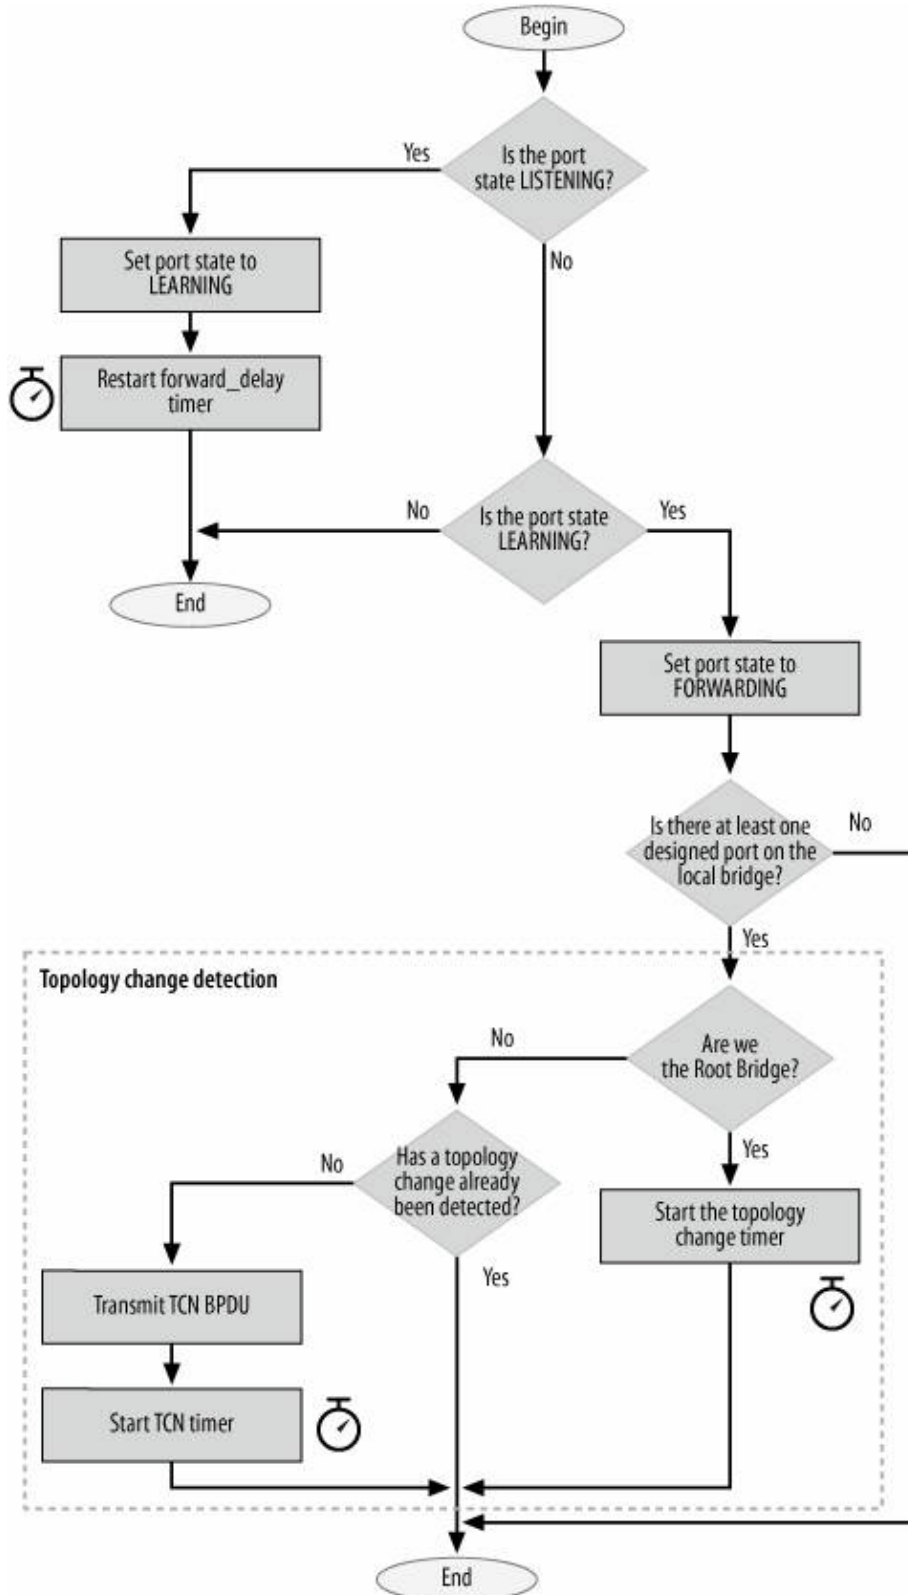 Begin
Is the port
state LISTENING?
Yes
No
Set port state to
LEARNING
Restart forward_delay
timer
No
Is the port state
LEARNING?
Yes
End
Set port state to
FORWARDING
Is there at least one
designed port on the
local bridge?
No
Yes
Topology change detection
Are we
the Root Bridge?
No
Yes
Has a topology
change already
been detected?
No
Yes
Start the topology
change timer
Transmit TCN BPDU
Start TCN timer
End